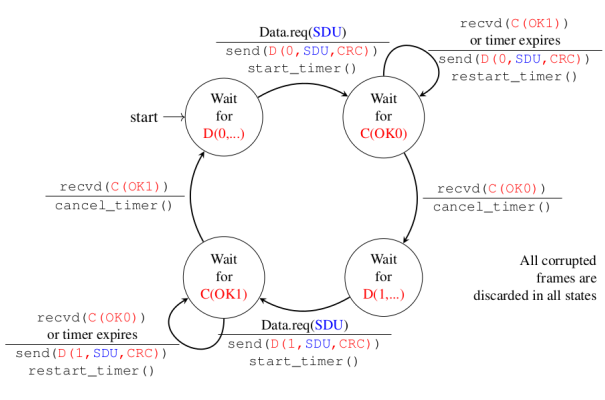 Data.req(SDU)
send(D(0,SDU,CRC))
start_timer()
recvd(C(OK1))
or timer expires
send(D(0,SDU,CRC))
restart_timer()
start
Wait
for
D(0,...)
Wait
for
C(OK0)
recvd(C(OK1))
cancel_timer()
recvd(C(OK0))
cancel_timer()
Wait
for
C(OK1)
Wait
for
D(1,...)
All corrupted
frames are
discarded in all states
recvd(C(OK0))
or timer expires
send(D(1,SDU,CRC))
restart_timer()
Data.req(SDU)
send(D(1,SDU,CRC))
start_timer()